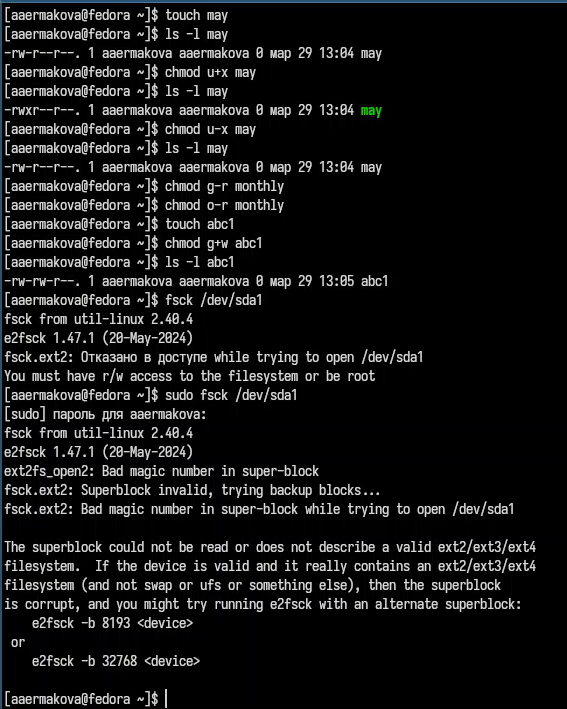 [aaermakova@fedora ~]$ touch may
[aaermakova@fedora ~]$ ls -l may
-rw-r--r--. 1 aaermakova aaermakova 0 мар 29 13:04 may
[aaermakova@fedora ~]$ chmod u+x may
[aaermakova@fedora ~]$ ls -l may
-rwxr--r--. 1 aaermakova aaermakova 0 мар 29 13:04 may
[aaermakova@fedora ~]$ chmod u-x may
[aaermakova@fedora ~]$ ls -l may
-rw-r--r--. 1 aaermakova aaermakova 0 мар 29 13:04 may
[aaermakova@fedora ~]$ chmod g-r monthly
[aaermakova@fedora ~]$ chmod o-r monthly
[aaermakova@fedora ~]$ touch abc1
[aaermakova@fedora ~]$ chmod g+w abc1
[aaermakova@fedora ~]$ ls -l abc1
-rw-rw-r--. 1 aaermakova aaermakova 0 мар 29 13:05 abc1
[aaermakova@fedora ~]$ fsck /dev/sda1
fsck from util-linux 2.40.4
e2fsck 1.47.1 (20-May-2024)
fsck.ext2: Отказано в доступе while trying to open /dev/sda1
You must have r/w access to the filesystem or be root
[aaermakova@fedora ~]$ sudo fsck /dev/sda1
[sudo] пароль для aaermakova:
fsck from util-linux 2.40.4
e2fsck 1.47.1 (20-May-2024)
ext2fs_open2: Bad magic number in super-block
fsck.ext2: Superblock invalid, trying backup blocks...
fsck.ext2: Bad magic number in super-block while trying to open /dev/sda1
The superblock could not be read or does not describe a valid ext2/ext3/ext4
filesystem.  If the device is valid and it really contains an ext2/ext3/ext4
filesystem (and not swap or ufs or something else), then the superblock
is corrupt, and you might try running e2fsck with an alternate superblock:
    e2fsck -b 8193 <device>
 or
    e2fsck -b 32768 <device>
[aaermakova@fedora ~]$